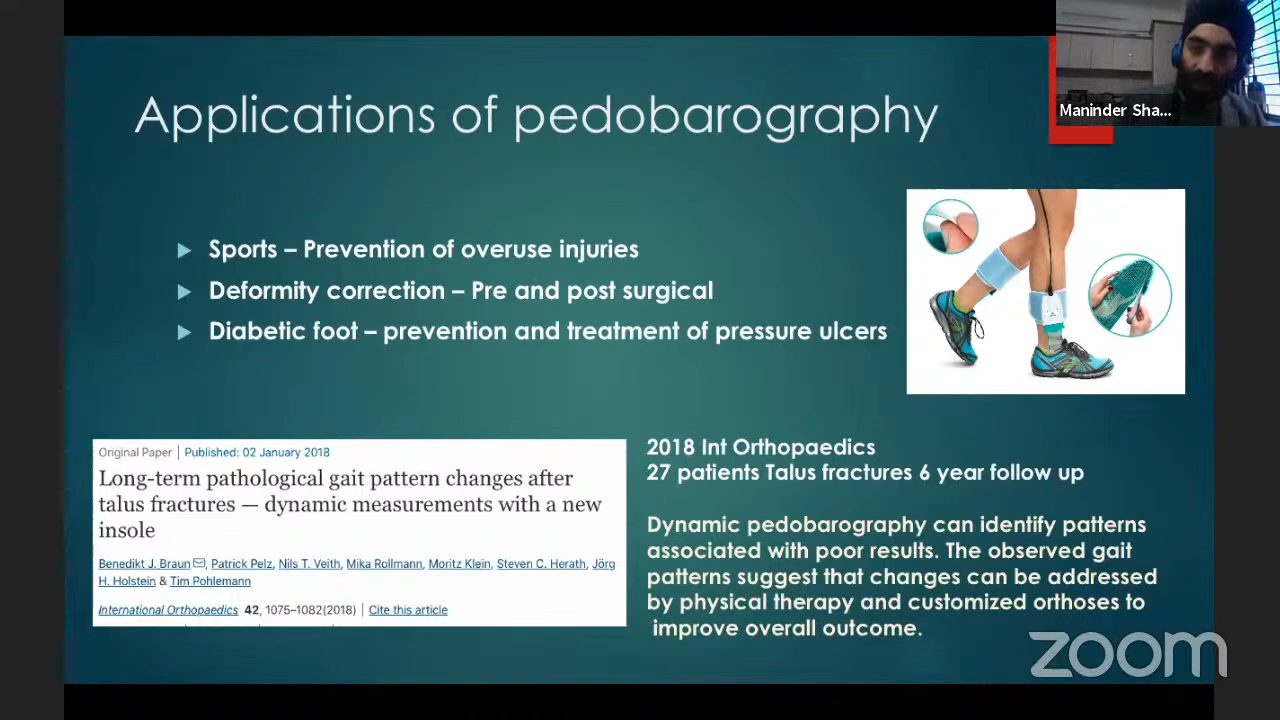 Applications of pedobarography
Maninder Sha...
Sports – Prevention of overuse injuries
Deformity correction – Pre and post surgical
Diabetic foot – prevention and treatment of pressure ulcers
Original Paper | Published: 02 January 2018
Long-term pathological gait pattern changes after
talus fractures — dynamic measurements with a new
insole
Benedikt J. Braun, Patrick Pelz, Nils T. Veith, Mika Rollmann, Moritz Klein, Steven C. Herath, Jörg
H. Holstein & Tim Pohlemann
International Orthopaedics 42, 1075–1082(2018) | Cite this article
2018 Int Orthopaedics
27 patients Talus fractures 6 year follow up
Dynamic pedobarography can identify patterns
associated with poor results. The observed gait
patterns suggest that changes can be addressed
by physical therapy and customized orthoses to
improve overall outcome.
zoom